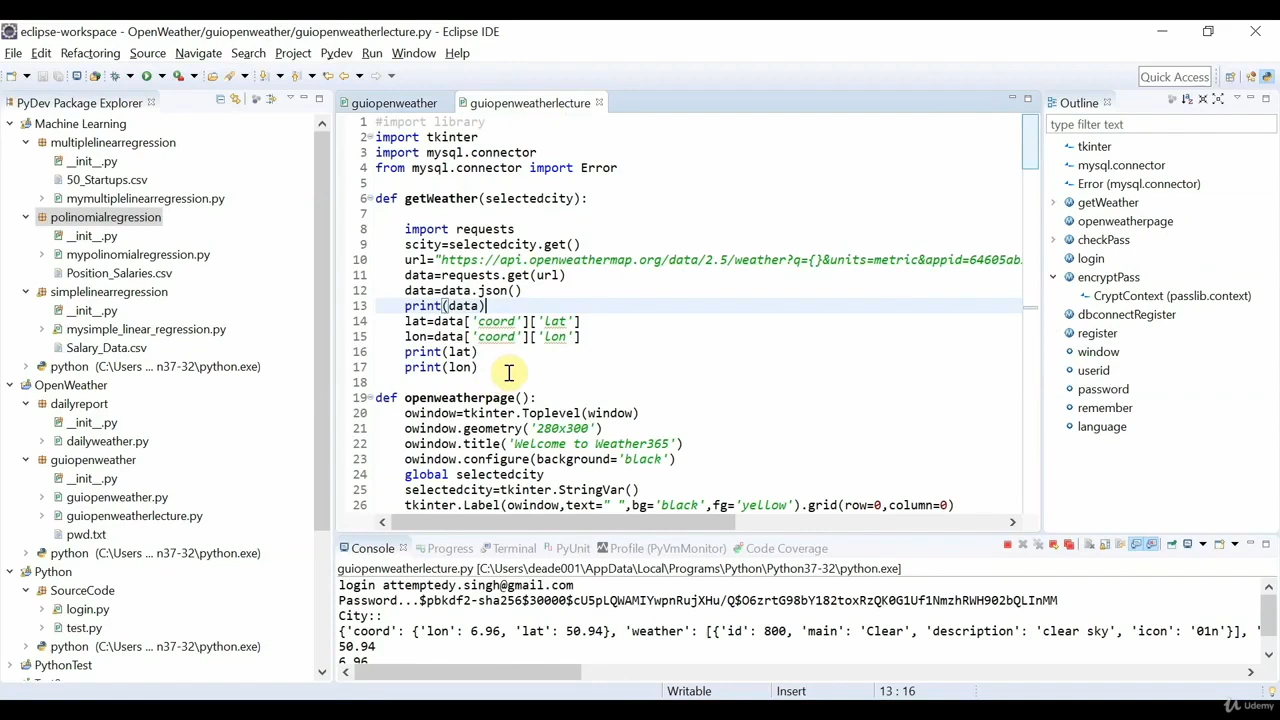 eclipse-workspace - OpenWeather/guiopenweather/guiopenweatherlecture.py - Eclipse IDE
File Edit Refactoring Source Navigate Search Project Pydev Run Window Help
Quick Access
PyDev Package Explorer
Machine Learning
multiplelinearregression
__init__.py
50_Startups.csv
mymultiplelinearregression.py
polinomialregression
__init__.py
mypolinomialregression.py
Position_Salaries.csv
simplelinearregression
__init__.py
mysimple_linear_regression.py
Salary_Data.csv
python (C:\Users ... n37-32\python.exe)
OpenWeather
dailyreport
__init__.py
dailyweather.py
guiopenweather
__init__.py
guiopenweather.py
guiopenweatherlecture.py
pwd.txt
python (C:\Users ... n37-32\python.exe)
Python
SourceCode
login.py
test.py
python (C:\Users ... n37-32\python.exe)
PythonTest
guiopenweather guiopenweatherlecture
1 #import library
2 import tkinter
3 import mysql.connector
4 from mysql.connector import Error
5
6 def getWeather(selectedcity):
7
8 import requests
9 scity=selectedcity.get()
10 url="https://api.openweathermap.org/data/2.5/weather?q={}&units=metric&appid=64605ab
11 data=requests.get(url)
12 data=data.json()
13 print(data)
14 lat=data['coord']['lat']
15 lon=data['coord']['lon']
16 print(lat)
17 print(lon)
18
19 def openweatherpage():
20 owindow=tkinter.Toplevel(window)
21 owindow.geometry('280x300')
22 owindow.title('Welcome to Weather365')
23 owindow.configure(background='black')
24 global selectedcity
25 selectedcity=tkinter.StringVar()
26 tkinter.Label(owindow,text=" ",bg='black',fg='yellow').grid(row=0,column=0)
Outline
type filter text
tkinter
mysql.connector
Error (mysql.connector)
getWeather
openweatherpage
checkPass
login
encryptPass
CryptContext (passlib.context)
dbconnectRegister
register
window
userid
password
remember
language
Console Progress Terminal PyUnit Profile (PyVmMonitor) Code Coverage
guiopenweatherlecture.py [C:\Users\deade001\AppData\Local\Programs\Python\Python37-32\python.exe]
login attemptedy.singh@gmail.com
Password...$pbkdf2-sha256$30000$cU5pLQWAMIYwpnRujXHu/Q$O6zrtG98bY182toxRzQK0G1Uf1NmzhRWH902bQLInMM
City::
{'coord': {'lon': 6.96, 'lat': 50.94}, 'weather': [{'id': 800, 'main': 'Clear', 'description': 'clear sky', 'icon': '01n'}], '
50.94
6.96
Writable Insert 13 : 16
Udemy